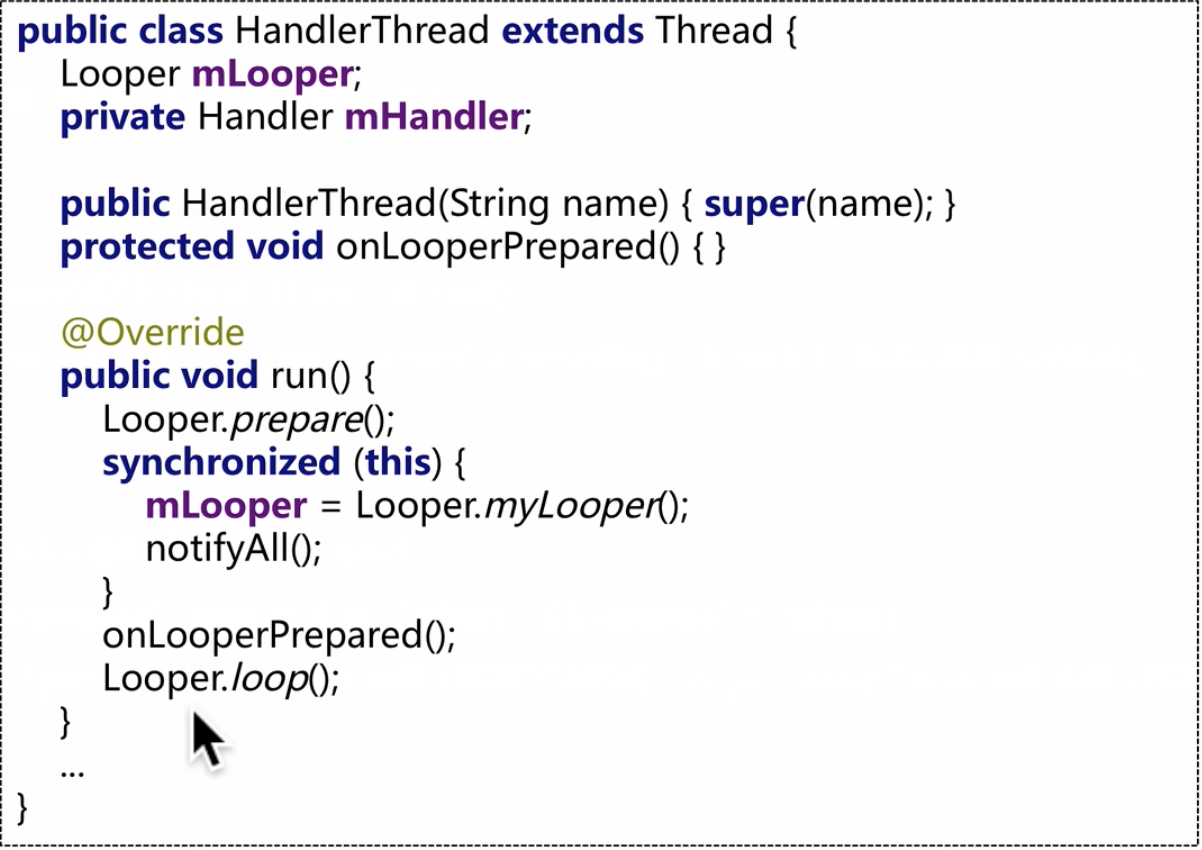 public class HandlerThread extends Thread {
Looper mLooper;
private Handler mHandler;
public HandlerThread(String name) { super(name); }
protected void onLooperPrepared() { }
@Override
public void run() {
Looper.prepare();
synchronized (this) {
mLooper = Looper.myLooper();
notifyAll();
}
onLooperPrepared();
Looper.loop();
}
...
}